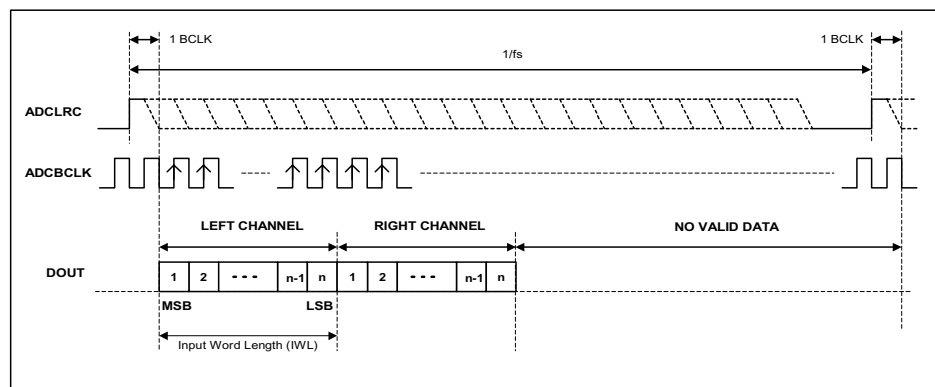 1 BCLK
1 BCLK
1/fs
ADCLRC
ADCBCLK
LEFT CHANNEL
RIGHT CHANNEL
NO VALID DATA
DOUT
1 2 n-1 n 1 2 n-1 n
MSB LSB
Input Word Length (IWL)